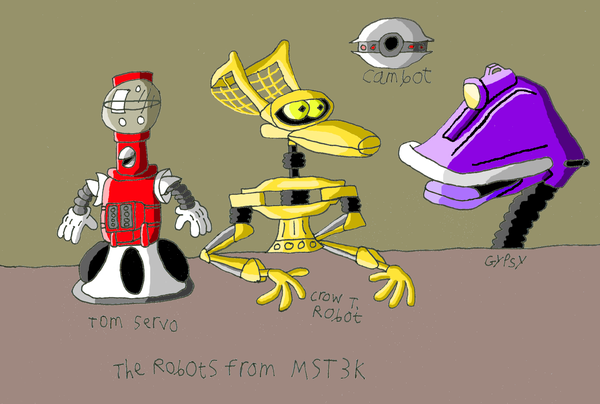 cambot
GYPSY
CROW T.
ROBOT
TOM SERVO
The ROBOTS from MST3K